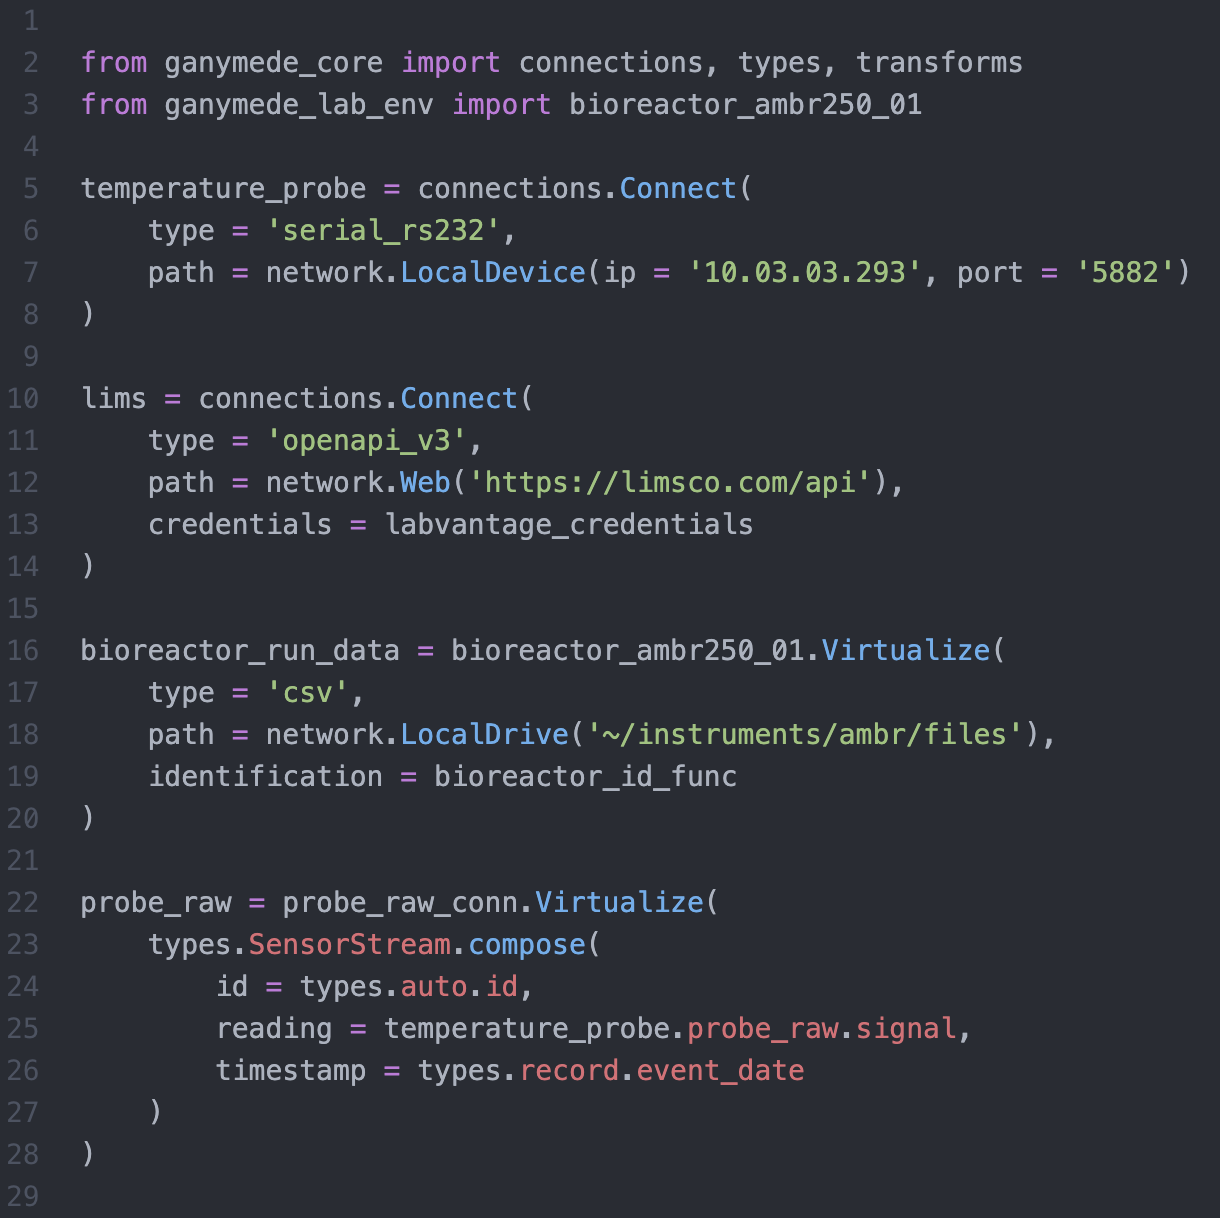 1
2 from ganymede_core import connections, types, transforms
3 from ganymede_lab_env import bioreactor_ambr250_01
4
5 temperature_probe = connections.Connect(
6     type = 'serial_rs232',
7     path = network.LocalDevice(ip = '10.03.03.293', port = '5882')
8 )
9
10 lims = connections.Connect(
11     type = 'openapi_v3',
12     path = network.Web('https://limsco.com/api'),
13     credentials = labvantage_credentials
14 )
15
16 bioreactor_run_data = bioreactor_ambr250_01.Virtualize(
17     type = 'csv',
18     path = network.LocalDrive('~/instruments/ambr/files'),
19     identification = bioreactor_id_func
20 )
21
22 probe_raw = probe_raw_conn.Virtualize(
23     types.SensorStream.compose(
24         id = types.auto.id,
25         reading = temperature_probe.probe_raw.signal,
26         timestamp = types.record.event_date
27     )
28 )
29